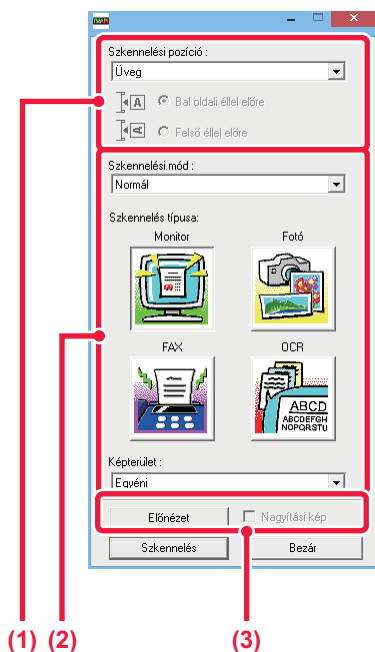 TWAIN
Szkennelési pozíció :
Üveg
A Bal oldali éllel előre
A Felső éllel előre
Szkennelési mód :
Normál
Szkennelés típusa:
Monitor Fotó
FAX OCR
ABCD
ABCDEFGH
NOPQRSTU
Képterület :
Egyéni
Előnézet Nagyítási kép
Szkennelés Bezár
(1) (2) (3)